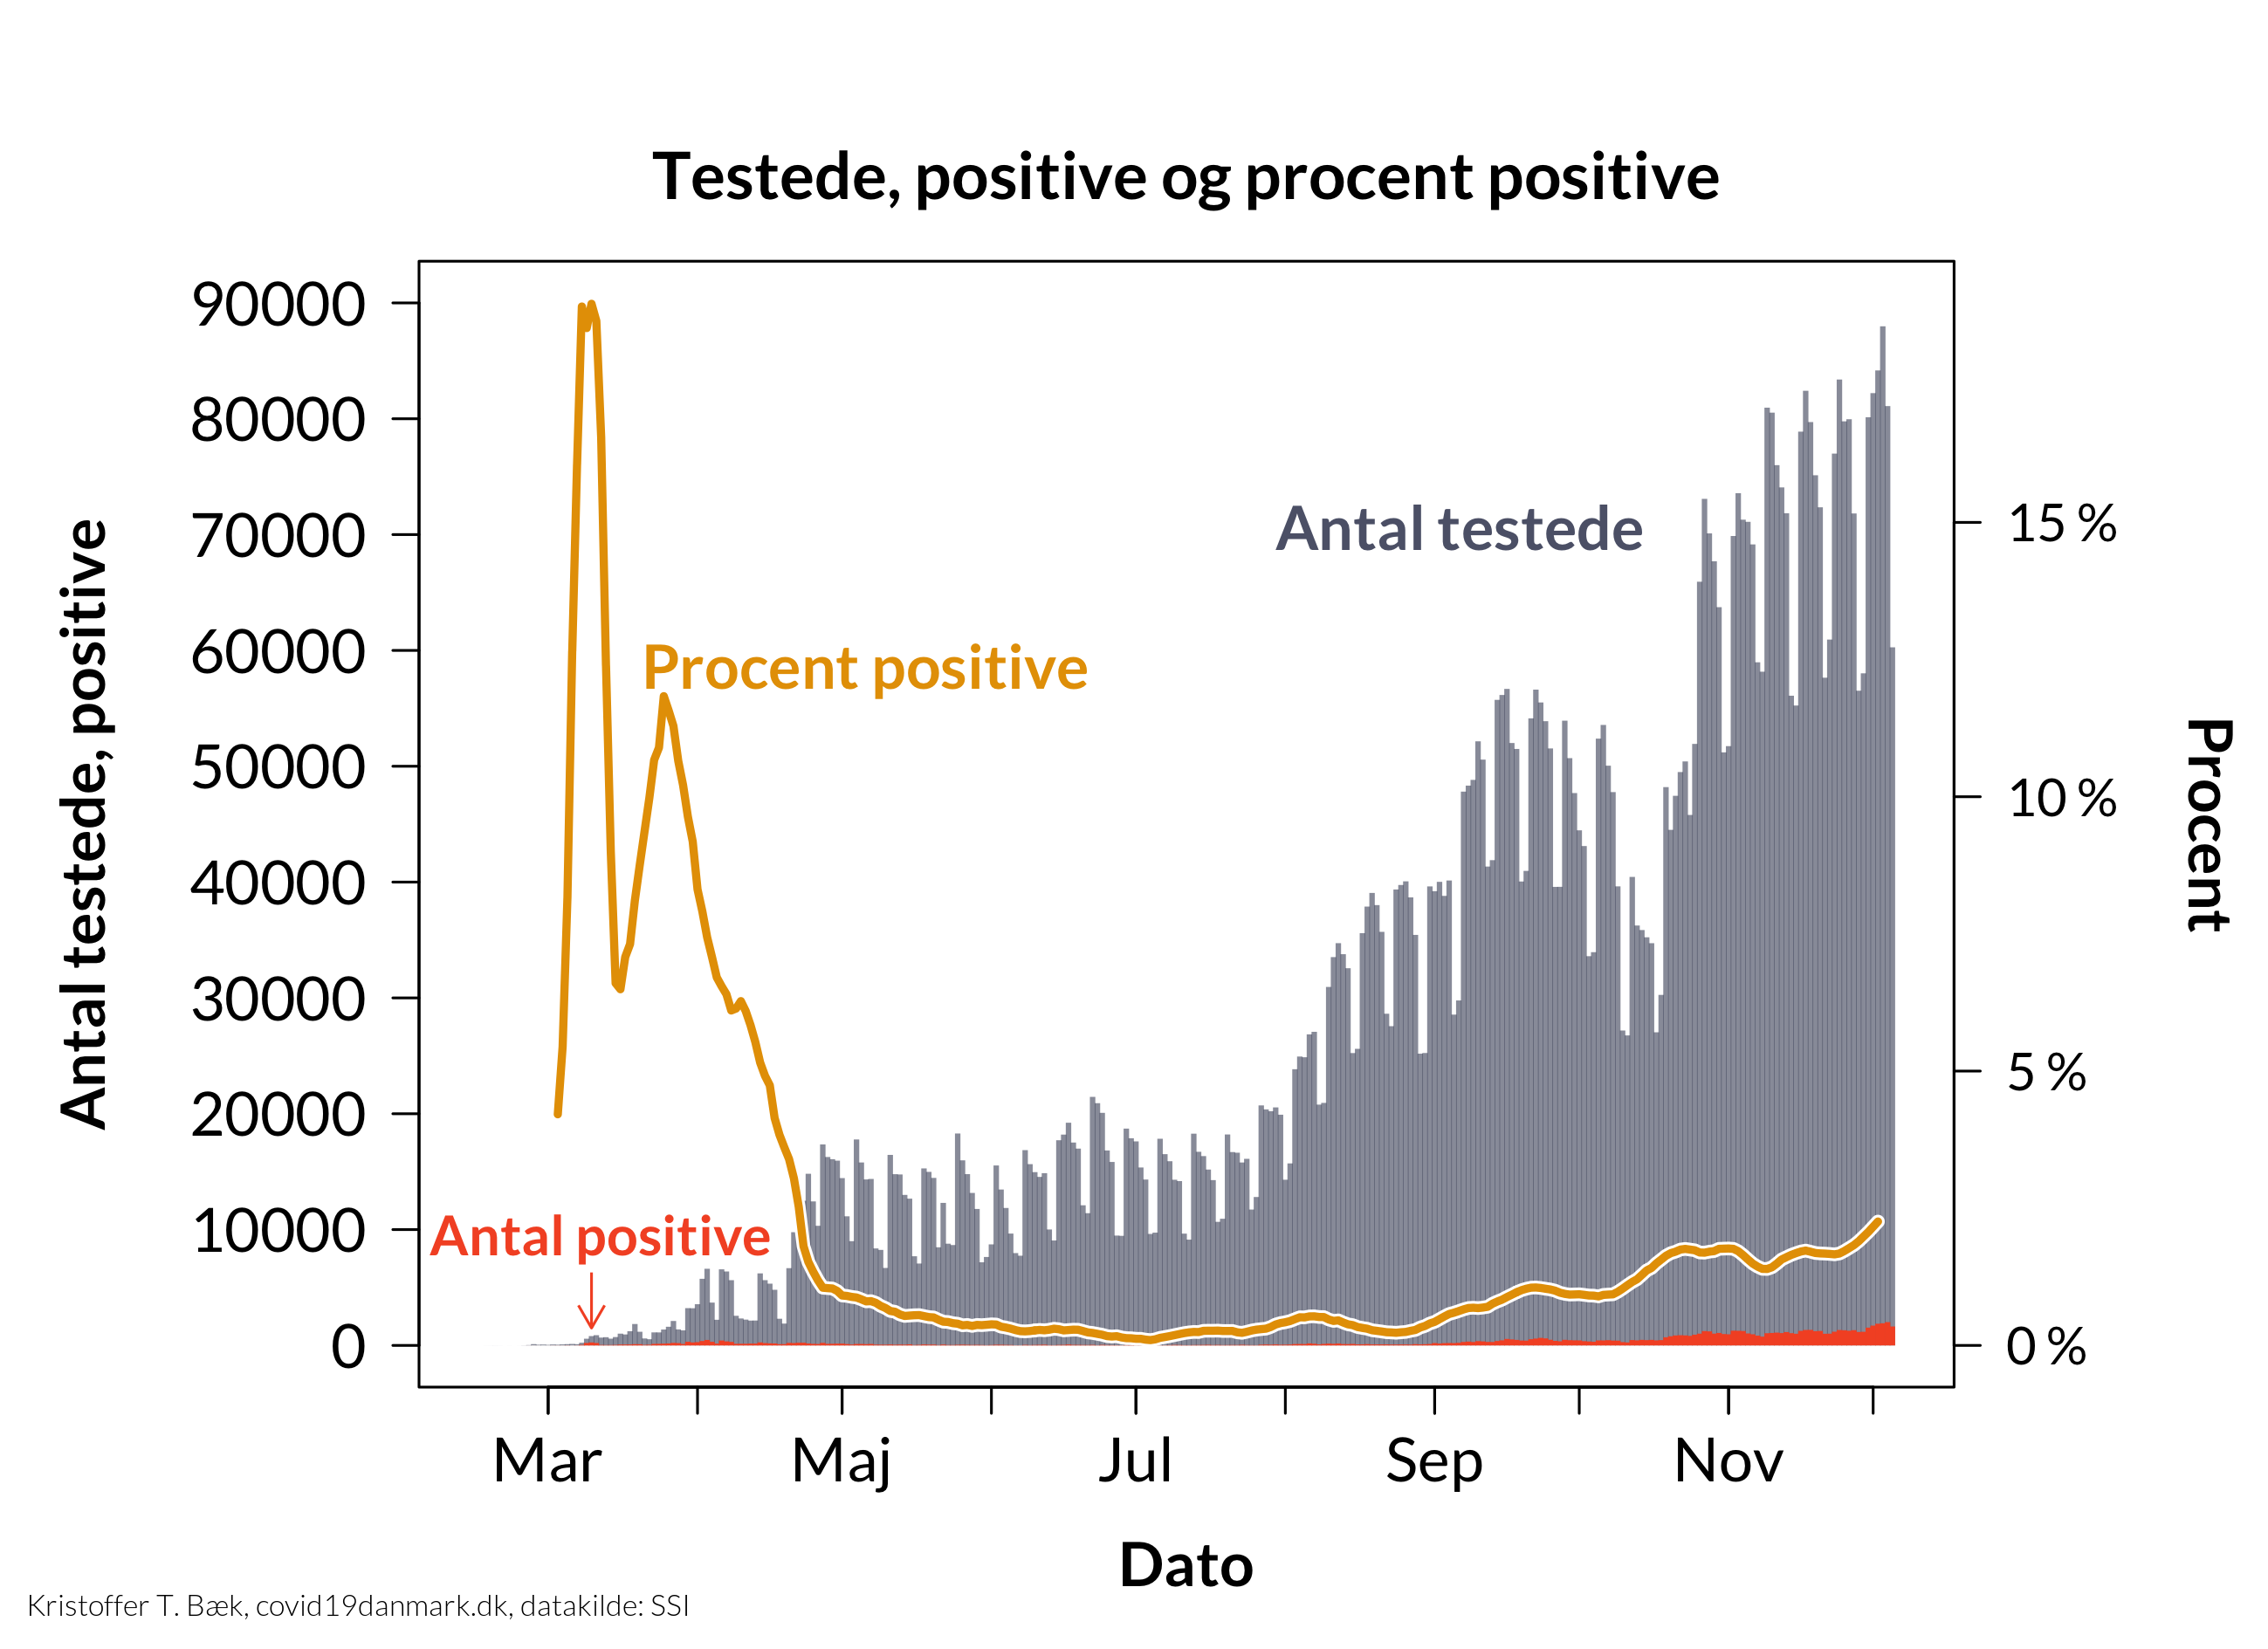 Testede, positive og procent positive
Antal testede, positive
90000
80000
70000
60000
50000
40000
30000
20000
10000
0
Antal testede
Procent positive
Antal positive
15 %
10 %
5 %
0 %
Procent
Mar
Maj
Jul
Sep
Nov
Dato
Kristoffer T. Bæk, covid19danmark.dk, datakilde: SSI